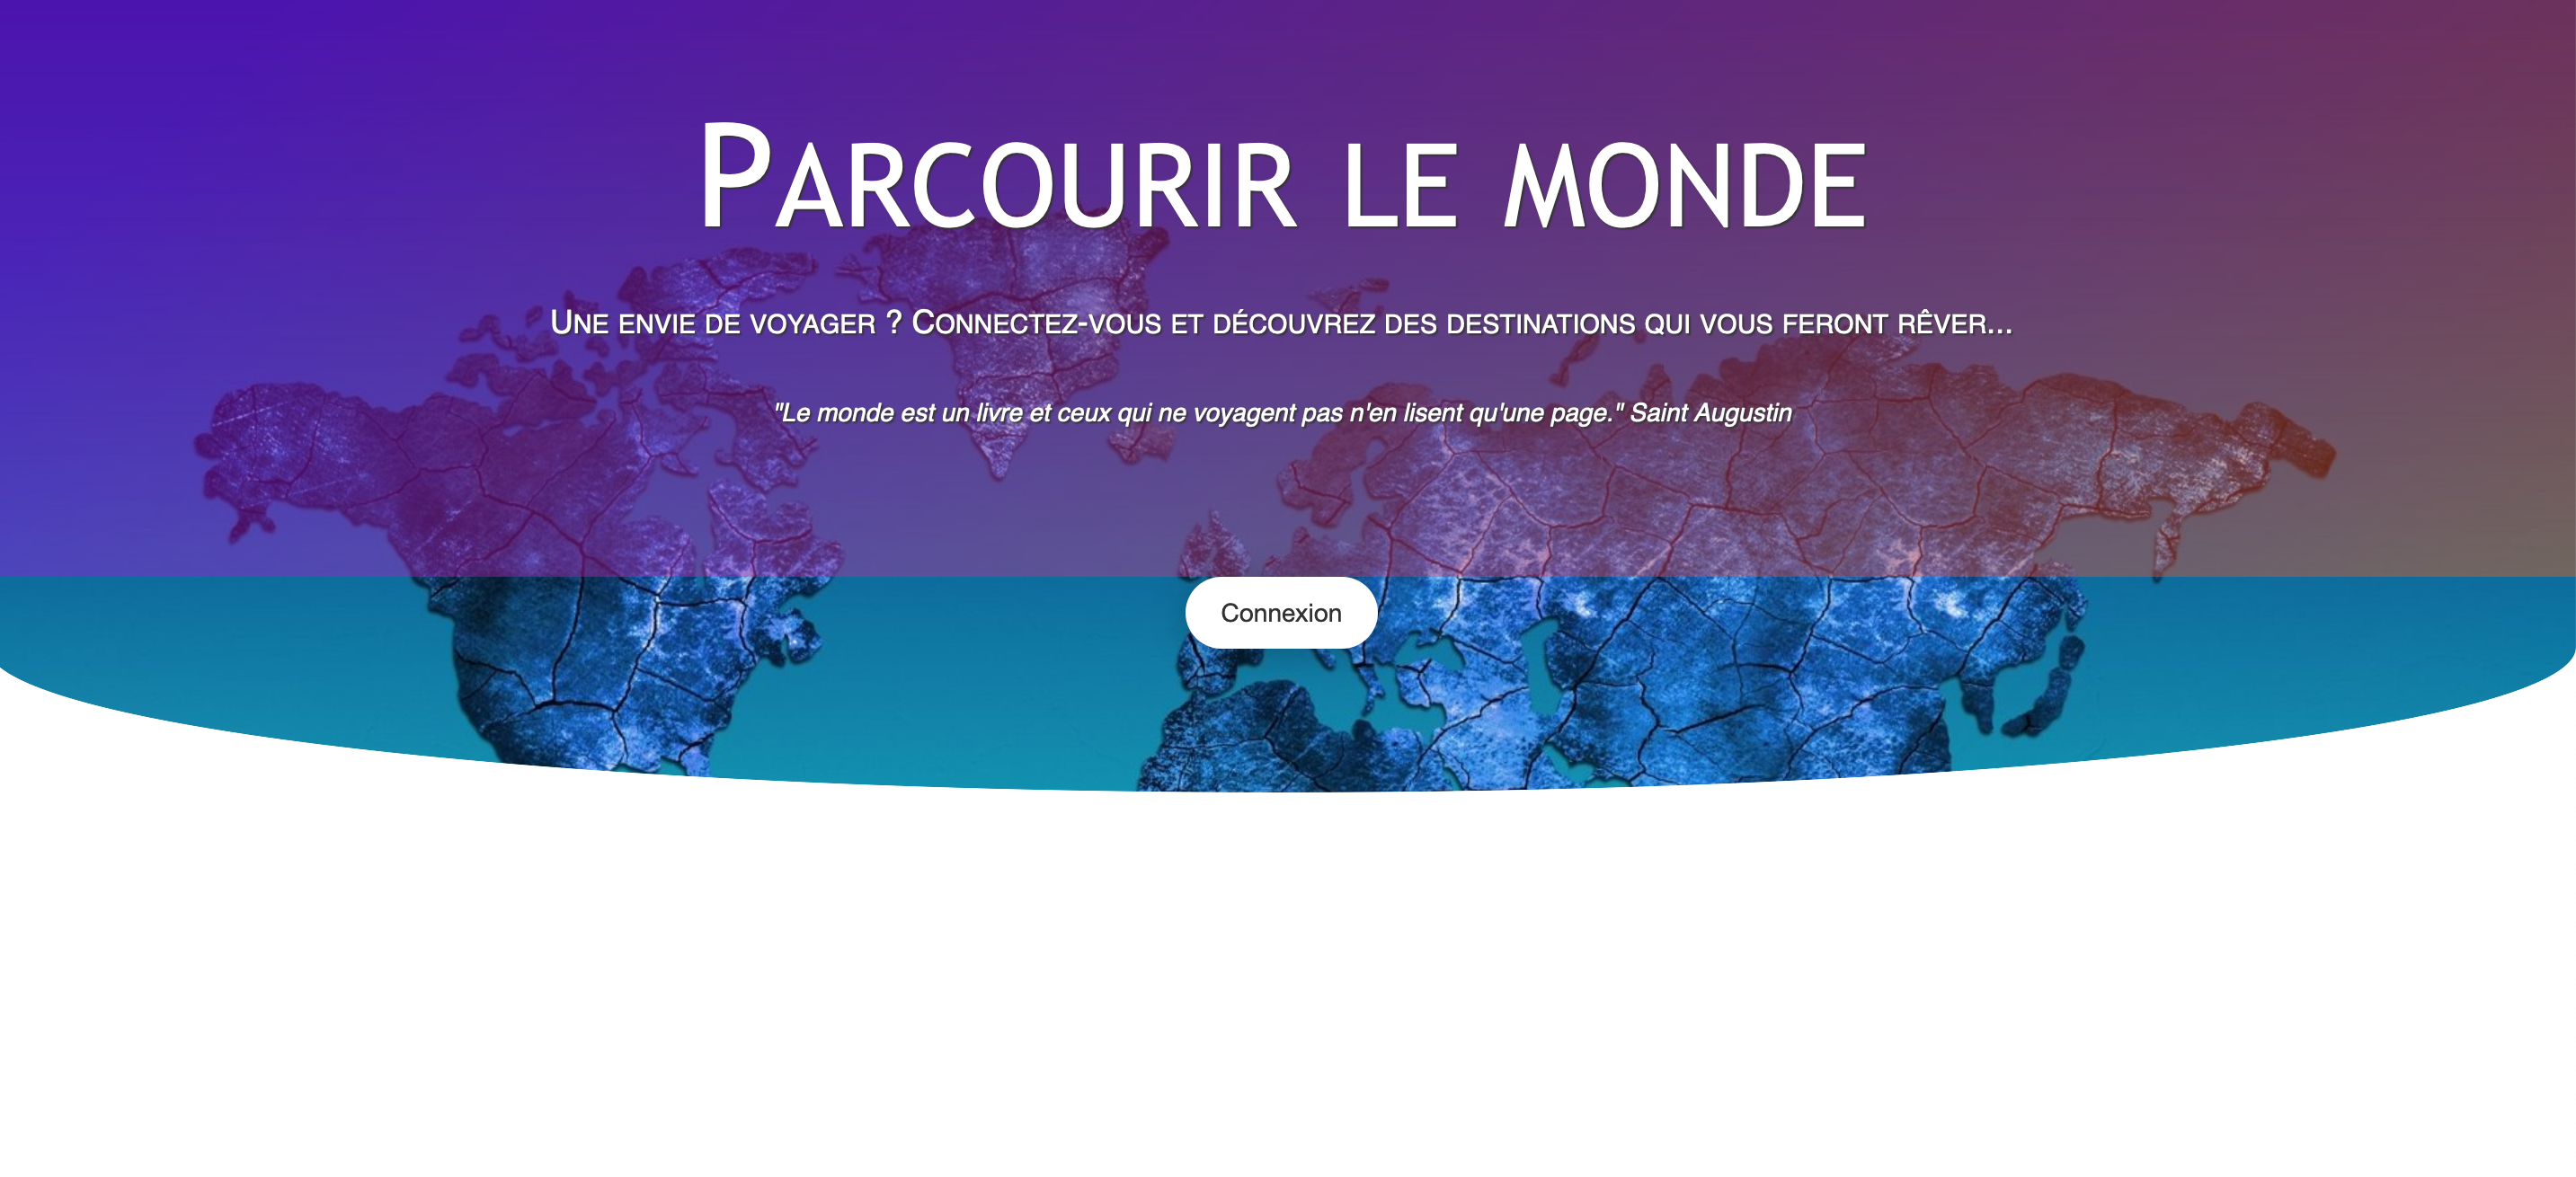 Parcourir le monde
Une envie de voyager ? Connectez-vous et découvrez des destinations qui vous feront rêver...
"Le monde est un livre et ceux qui ne voyagent pas n'en lisent qu'une page." Saint Augustin
Connexion